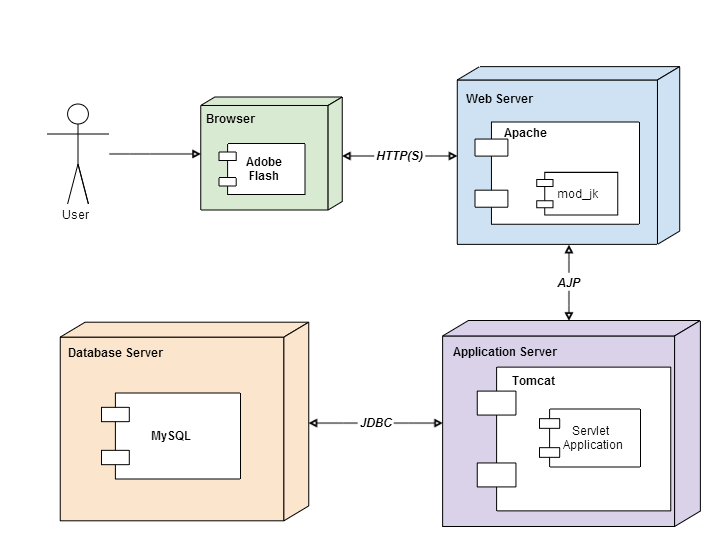 Web Server
Browser
Apache
Adobe
Flash
HTTP(S)
mod_jk
User
AJP
Database Server
Application Server
Tomcat
MySQL
JDBC
Servlet
Application